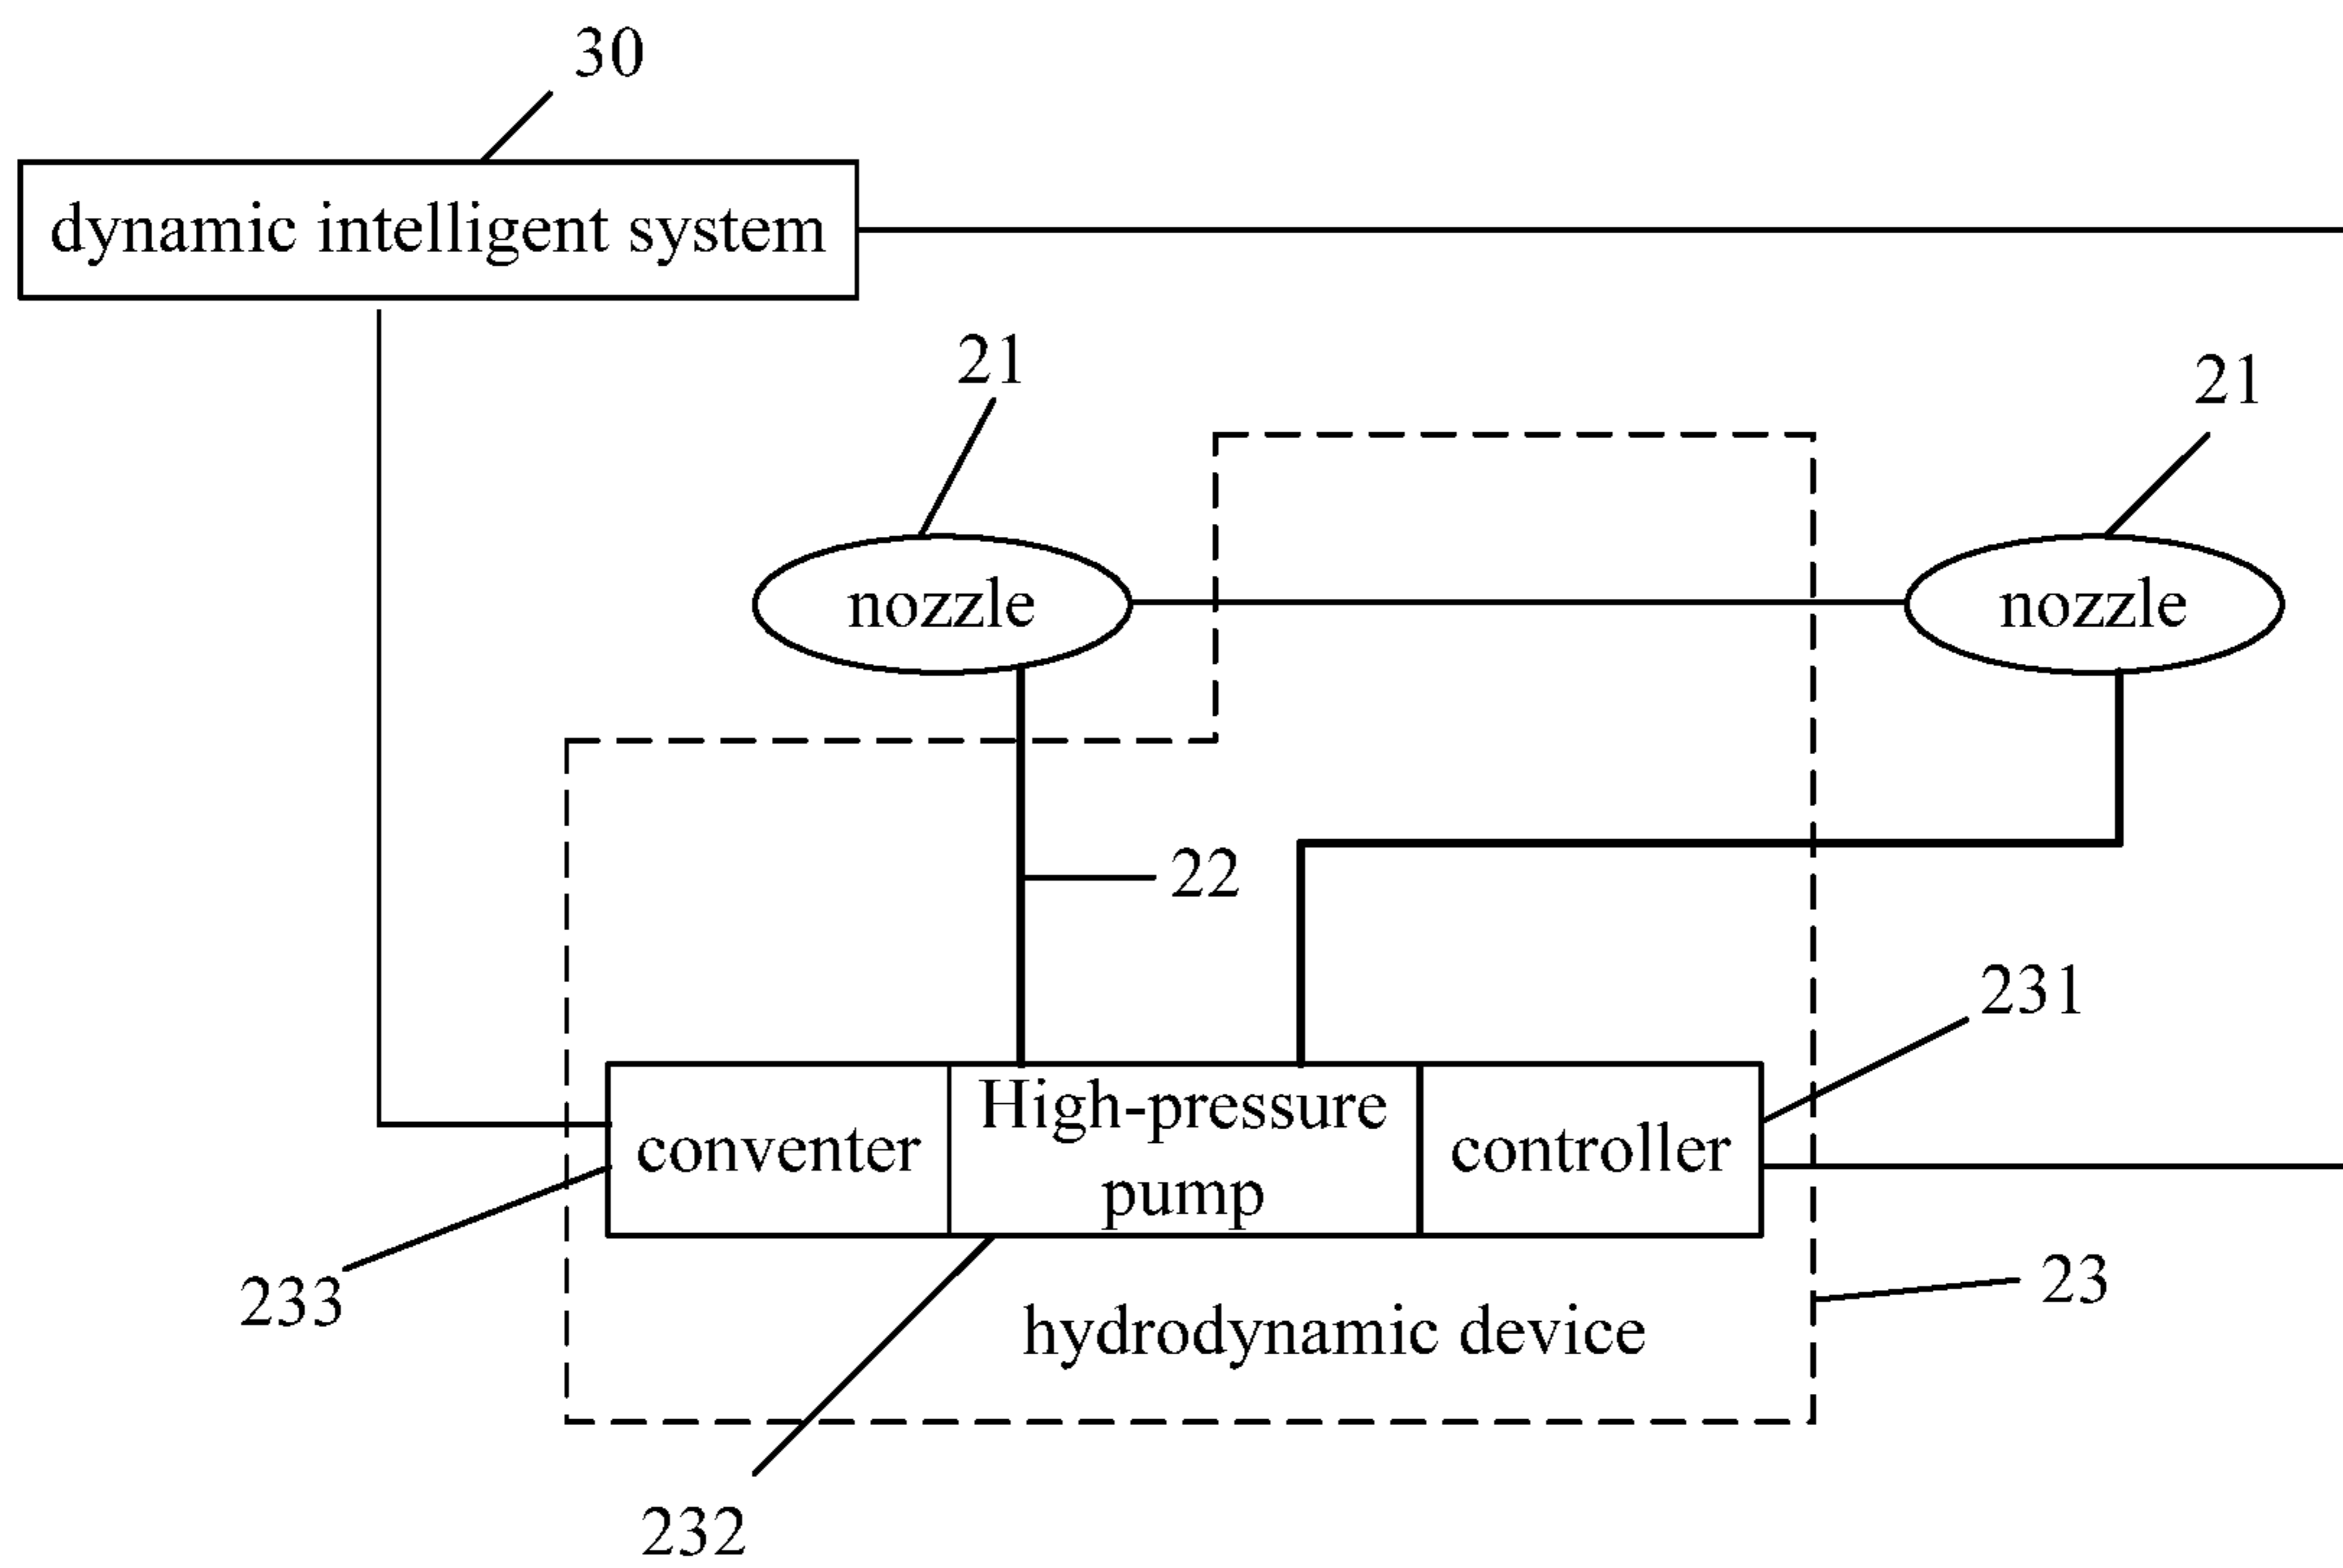 30
dynamic intelligent system
21
21
nozzle
nozzle
22
231
High-pressure
conventer
controller
pump
23
233
hydrodynamic device
232